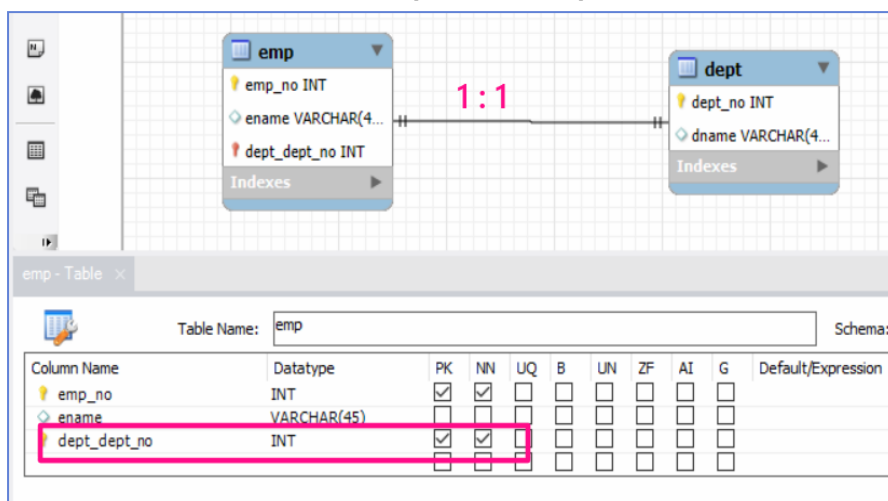 emp
emp_no INT
ename VARCHAR(4...
dept_dept_no INT
Indexes
1:1
dept
dept_no INT
dname VARCHAR(4...
Indexes
emp - Table ×
Table Name: emp Schema:
Column Name Datatype PK NN UQ B UN ZF AI G Default/Expression
emp_no INT
ename VARCHAR(45)
dept_dept_no INT